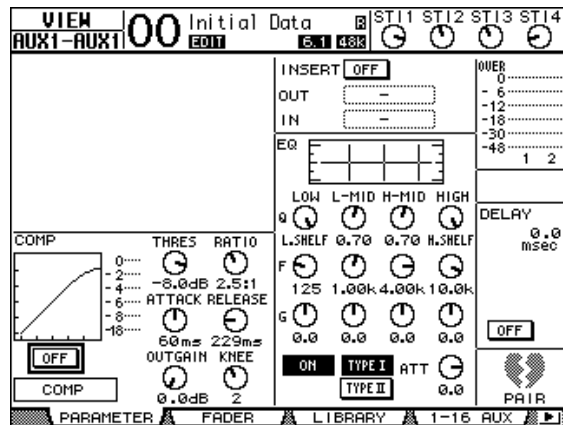 VIEW
AUX1-AUX1
00
Initial Data
R
EDIT
6.1 48k
STI1 STI2 STI3 STI4
INSERT OFF
OUT -
IN -
OVER
0
- 6
-12
-18
-30
-48
1 2
EQ
LOW L-MID H-MID HIGH
Q
L.SHELF 0.70 0.70 H.SHELF
F
125 1.00k 4.00k 10.0k
G
0.0 0.0 0.0 0.0
ON TYPE I ATT
TYPE II 0.0
DELAY
0.0
msec
OFF
PAIR
COMP
THRES RATIO
0
- 2
- 4
- 6
- 8
-18
-8.0dB 2.5:1
ATTACK RELEASE
60ms 229ms
OUTGAIN KNEE
0.0dB 2
OFF
COMP
PARAMETER FADER LIBRARY 1-16 AUX